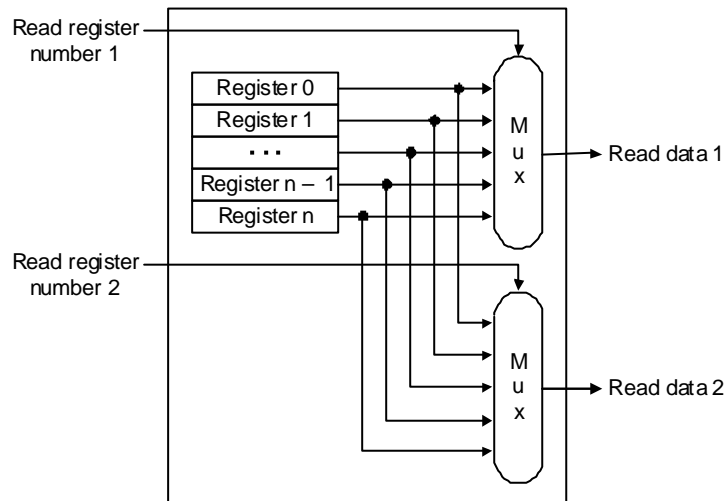 Read register
number 1
Register 0
Register 1
...
Register n – 1
Register n
M
u
x
Read data 1
Read register
number 2
M
u
x
Read data 2